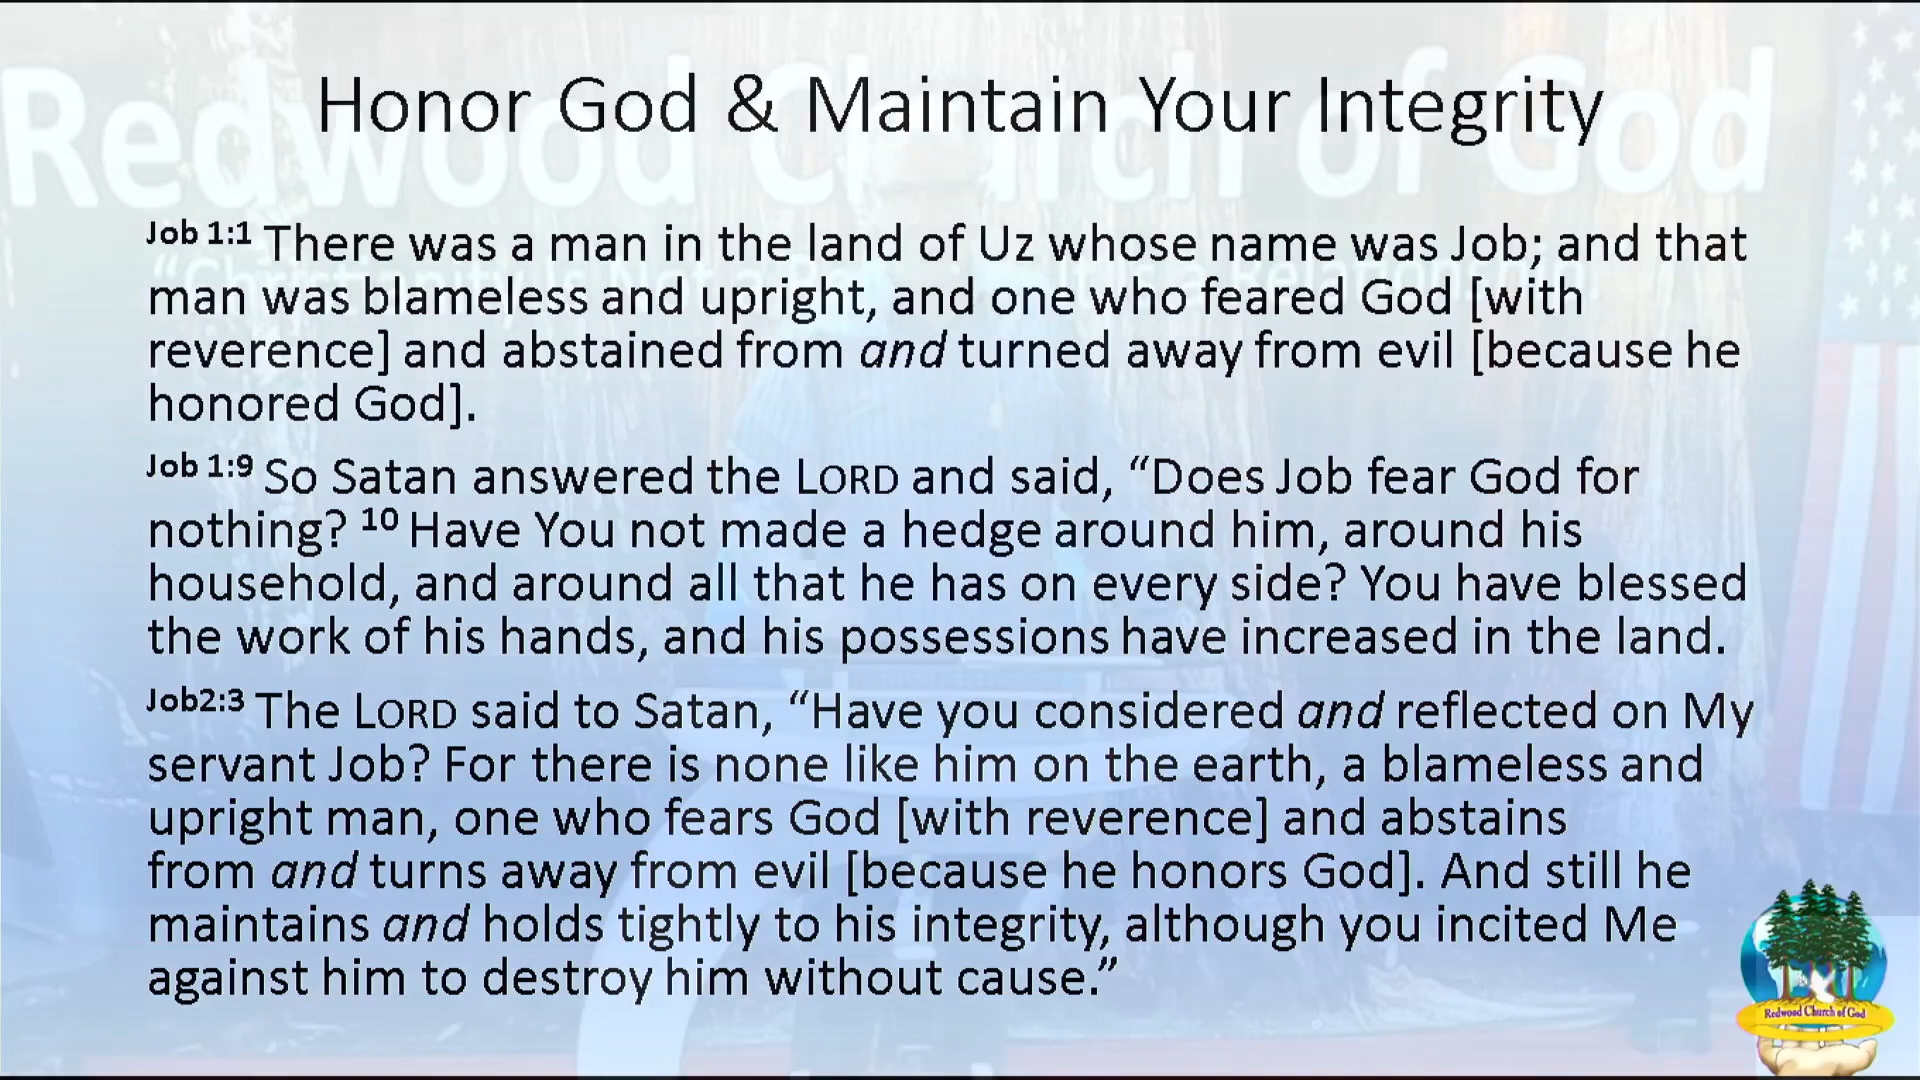 Redwood Church of God
Honor God & Maintain Your Integrity
Job 1:1 There was a man in the land of Uz whose name was Job; and that
man was blameless and upright, and one who feared God [with
reverence] and abstained from and turned away from evil [because he
honored God].
Job 1:9 So Satan answered the LORD and said, “Does Job fear God for
nothing? 10 Have You not made a hedge around him, around his
household, and around all that he has on every side? You have blessed
the work of his hands, and his possessions have increased in the land.
Job2:3 The LORD said to Satan, “Have you considered and reflected on My
servant Job? For there is none like him on the earth, a blameless and
upright man, one who fears God [with reverence] and abstains
from and turns away from evil [because he honors God]. And still he
maintains and holds tightly to his integrity, although you incited Me
against him to destroy him without cause.”
Redwood Church of God